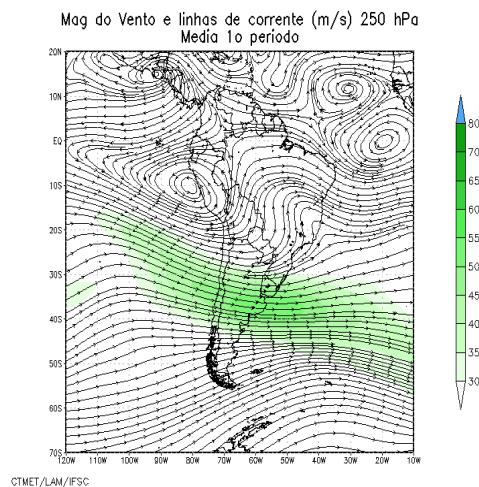 Mag do Vento e linhas de corrente (m/s) 250 hPa
Media 1o periodo
20N
10N
EQ
10S
20S
30S
40S
50S
60S
70S
120W 110W 100W 90W 80W 70W 60W 50W 40W 30W 20W 10W
80
70
65
60
55
50
45
40
35
30
CTMET/LAM/IFSC